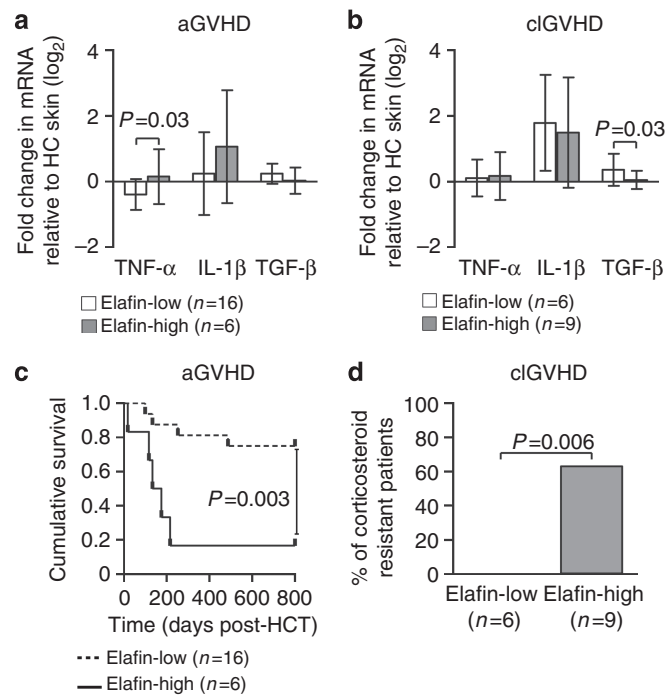 a
aGVHD
Fold change in mRNA
relative to HC skin (log2)
4
2
0
–2
P=0.03
TNF-α IL-1β TGF-β
Elafin-low (n=16)
Elafin-high (n=6)
b
clGVHD
Fold change in mRNA
relative to HC skin (log2)
4
2
0
–2
P=0.03
TNF-α IL-1β TGF-β
Elafin-low (n=6)
Elafin-high (n=9)
c
aGVHD
Cumulative survival
1.0
0.8
0.6
0.4
0.2
0
P=0.003
0 200 400 600 800
Time (days post-HCT)
Elafin-low (n=16)
Elafin-high (n=6)
d
clGVHD
% of corticosteroid
resistant patients
100
80
60
40
20
0
P=0.006
Elafin-low Elafin-high
(n=6) (n=9)